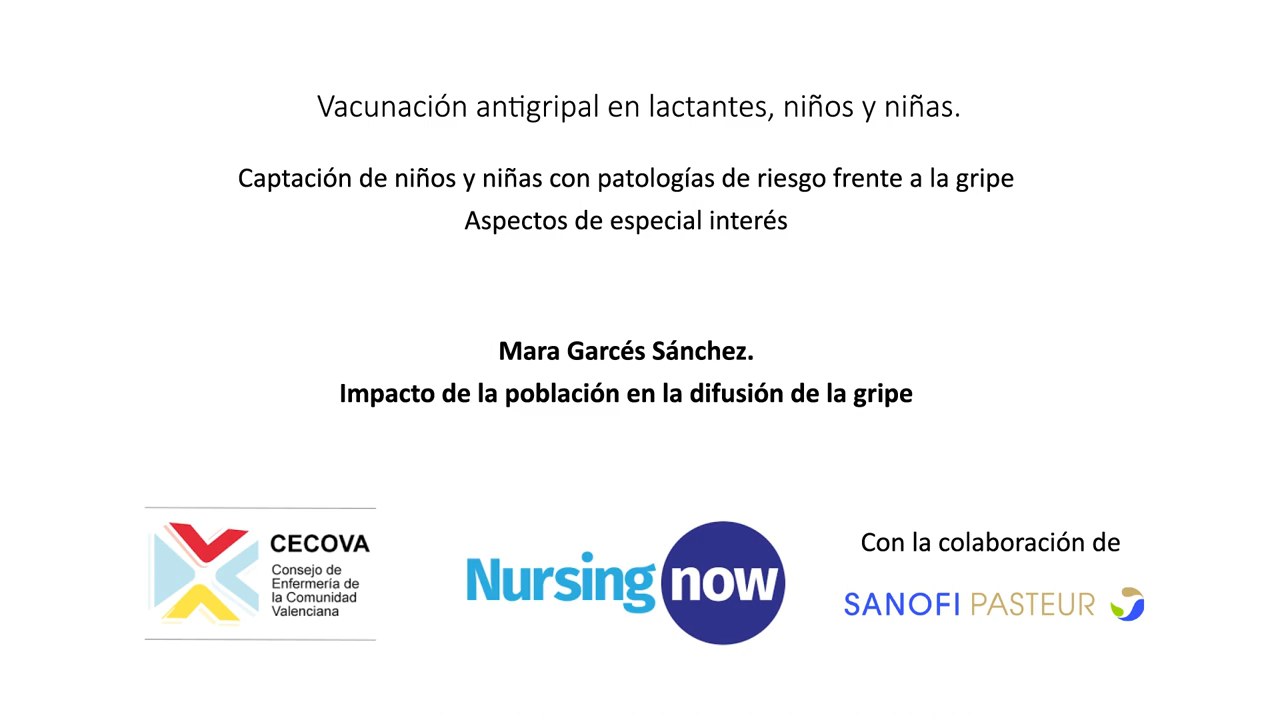 Vacunación antigripal en lactantes, niños y niñas.
Captación de niños y niñas con patologías de riesgo frente a la gripe
Aspectos de especial interés
Mara Garcés Sánchez.
Impacto de la población en la difusión de la gripe
CECOVA
Consejo de
Enfermería de
la Comunidad
Valenciana
Nursing now
Con la colaboración de
SANOFI PASTEUR